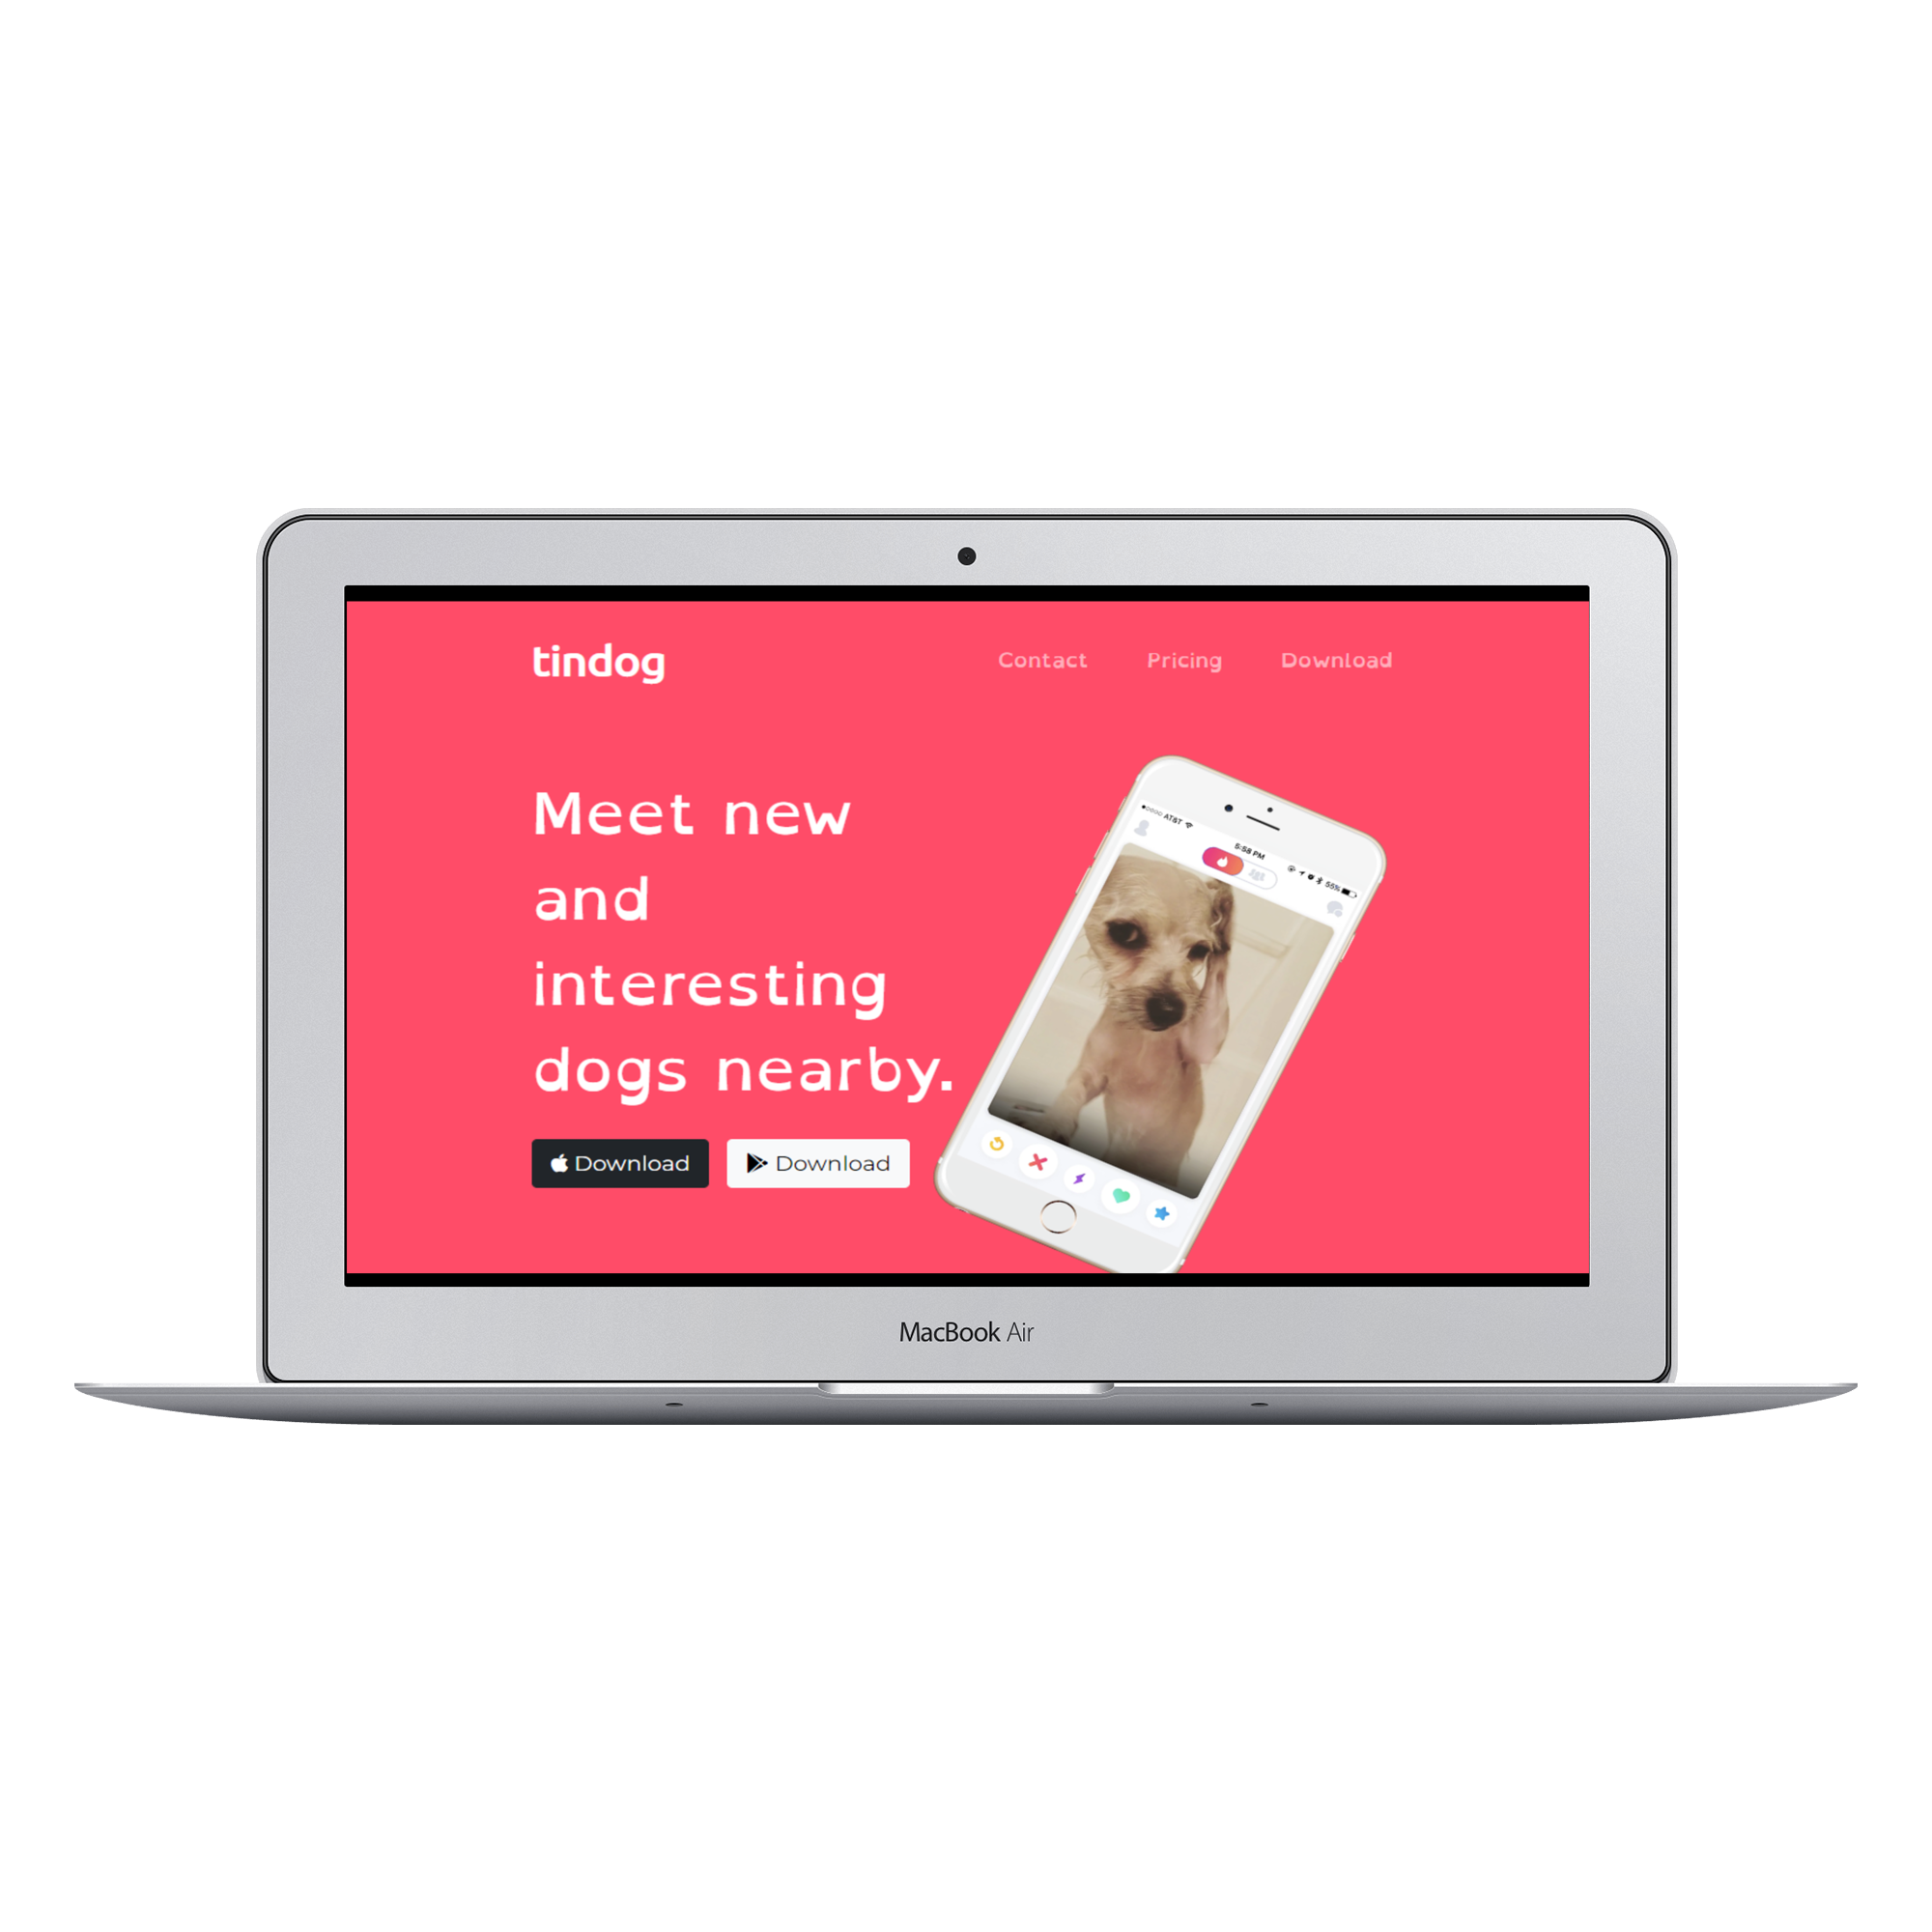 tindog
Contact Pricing Download
Meet new
and
interesting
dogs nearby.
Download Download
AT&T
5:58 PM
55%
MacBook Air